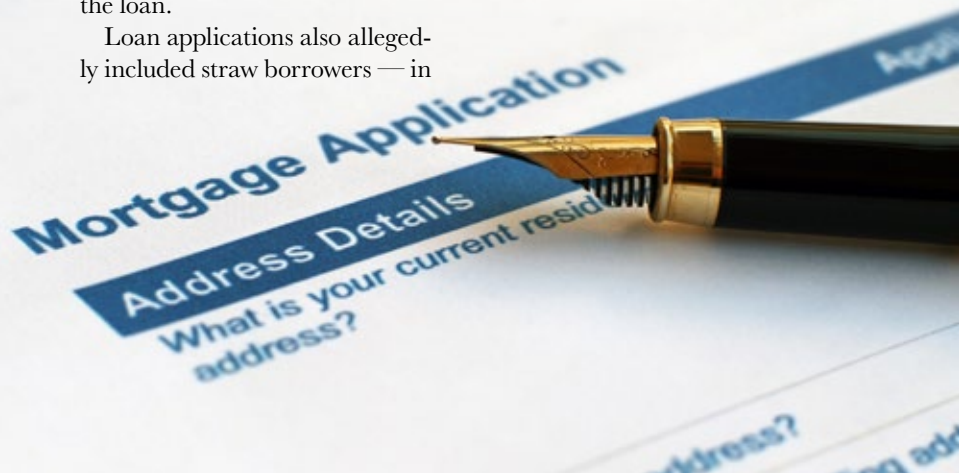 the loan.
Loan applications also alleged-
ly included straw borrowers — in
Mortgage Application
Address Details
What is your current resid
address?
address?